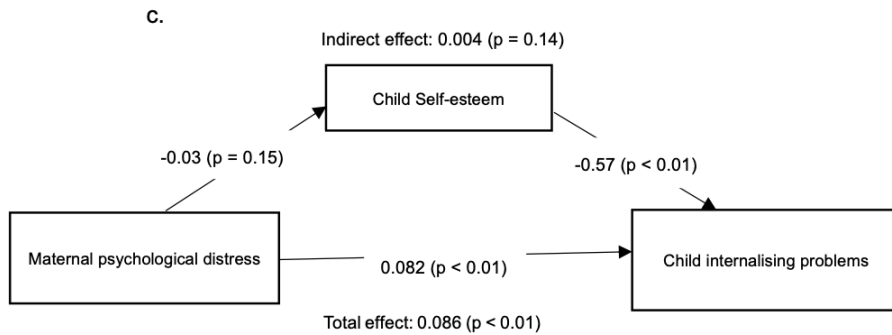 C.
Indirect effect: 0.004 (p = 0.14)
Child Self-esteem
-0.03 (p = 0.15)
-0.57 (p < 0.01)
Maternal psychological distress
0.082 (p < 0.01)
Child internalising problems
Total effect: 0.086 (p < 0.01)